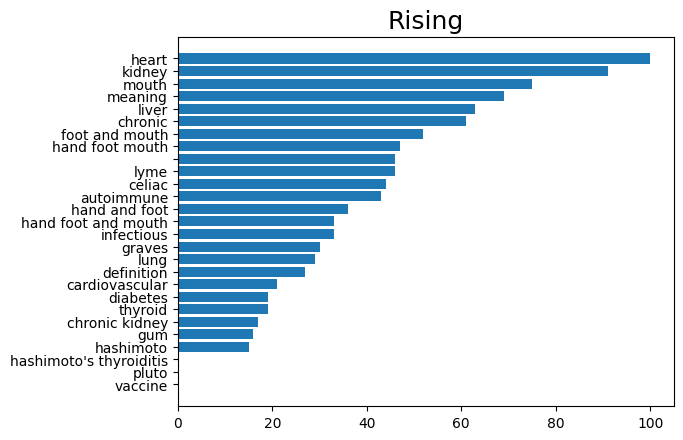 Rising
heart
kidney
mouth
meaning
liver
chronic
foot and mouth
hand foot mouth
lyme
celiac
autoimmune
hand and foot
hand foot and mouth
infectious
graves
lung
definition
cardiovascular
diabetes
thyroid
chronic kidney
gum
hashimoto
hashimoto's thyroiditis
pluto
vaccine
0 20 40 60 80 100